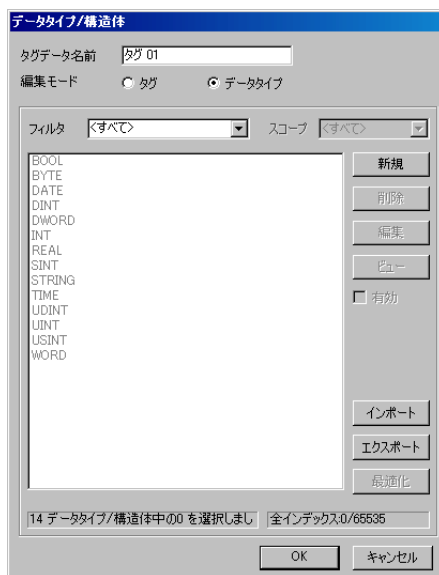 データタイプ/構造体
タグデータ名前 タグ 01
編集モード タグ データタイプ
フィルタ <すべて> スコープ <すべて>
BOOL
BYTE
DATE
DINT
DWORD
INT
REAL
SINT
STRING
TIME
UDINT
UINT
USINT
WORD
新規
削除
編集
ビュー
有効
インポート
エクスポート
最適化
14 データタイプ/構造体中の0 を選択しまし 全インデックス:0/65535
OK キャンセル